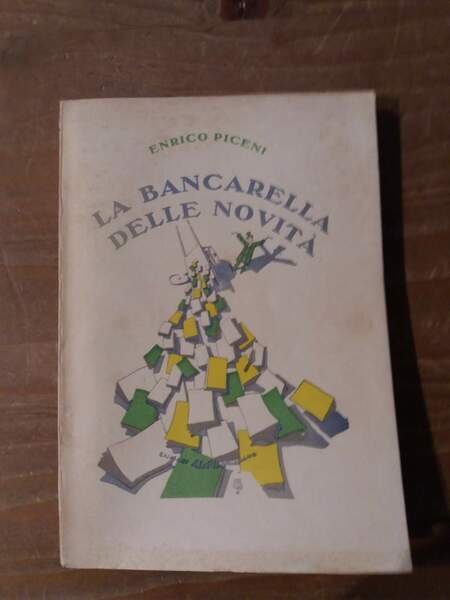 ENRICO PICENI
LA BANCARELLA
DELLE NOVITÀ